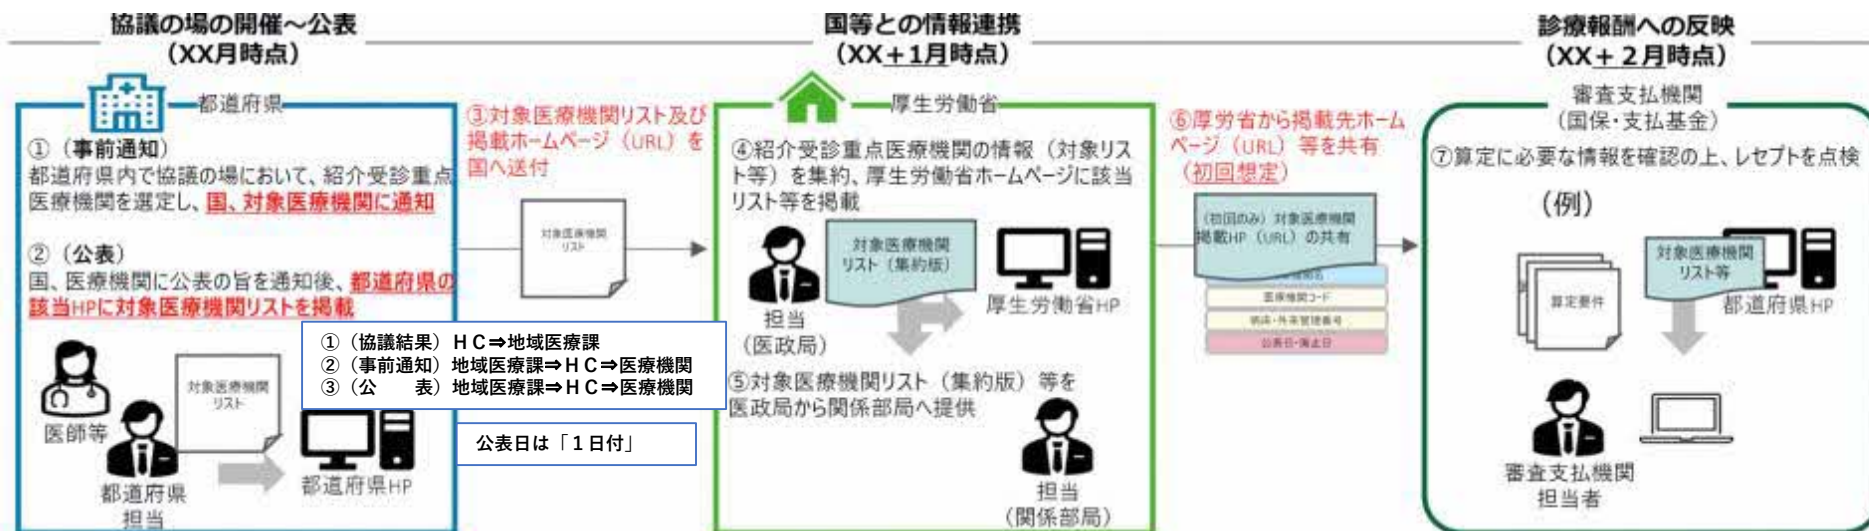 協議の場の開催～公表
（XX月時点）
国等との情報連携
（XX＋1月時点）
診療報酬への反映
（XX＋２月時点）
都道府県
①（事前通知）
都道府県内で協議の場において、紹介受診重点
医療機関を選定し、国、対象医療機関に通知
②（公表）
国、医療機関に公表の旨を通知後、都道府県の
該当HPに対象医療機関リストを掲載
医師等
対象医療機関
リスト
都道府県
担当
都道府県HP
①（協議結果）ＨＣ⇒地域医療課
②（事前通知）地域医療課⇒ＨＣ⇒医療機関
③（公　　表）地域医療課⇒ＨＣ⇒医療機関
公表日は「１日付」
③対象医療機関リスト及び
掲載ホームページ（URL）を
国へ送付
対象医療機関
リスト
厚生労働省
④紹介受診重点医療機関の情報（対象リス
ト等）を集約、厚生労働省ホームページに該当
リスト等を掲載
担当
（医政局）
対象医療機関
リスト（集約版）
厚生労働省HP
⑤対象医療機関リスト（集約版）等を
医政局から関係部局へ提供
担当
（関係部局）
⑥厚労省から掲載先ホーム
ページ（URL）等を共有
（初回想定）
（初回のみ）対象医療機関
掲載HP（URL）の共有
医療機関コード
公表日・廃止日
審査支払機関
（国保・支払基金）
⑦算定に必要な情報を確認の上、レセプトを点検
（例）
算定要件
対象医療機関
リスト等
都道府県HP
審査支払機関
担当者